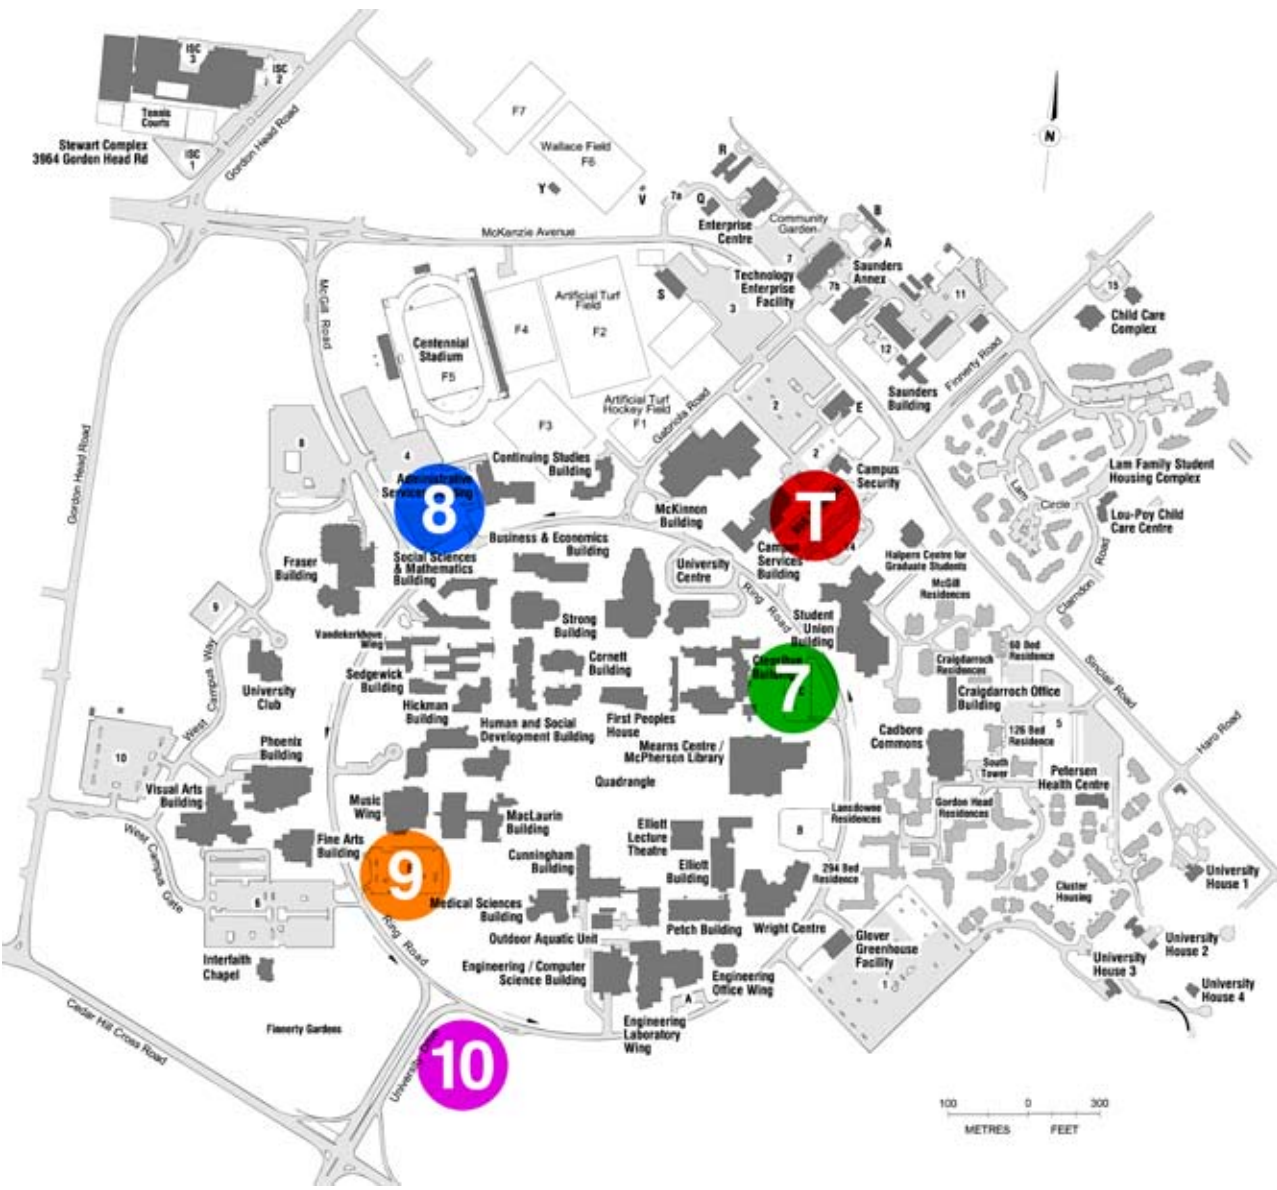 ISC
3
ISC
2
Tennis
Courts
Stewart Complex
3964 Gordon Head Rd
ISC
1
Gordon Head Road
F7
Wallace Field
F6
Y
V
R
7a
Q
Enterprise
Centre
Community
Garden
B
A
N
McKenzie Avenue
7
Technology
Enterprise
Facility
7b
Saunders
Annex
11
15
Child Care
Complex
McGill Road
Centennial
Stadium
F5
F4
Artificial Turf
Field
F2
S
3
12
Saunders
Building
Finnerty Road
Artificial Turf
Hockey Field
F1
F3
Gabriola Road
2
E
Gordon Head Road
8
4
Continuing Studies
Building
Administrative
8
McKinnon
Building
2
Campus
Security
T
Campus
Services
Building
Lam Family Student
Housing Complex
Lam Circle
Lou-Poy Child
Care Centre
Clarndon Road
Halpern Centre for
Graduate Students
Fraser
Building
Social Sciences
& Mathematics
Building
Business & Economics
Building
University
Centre
Ring Road
Student
Union
Building
McGill
Residences
9
West Campus Way
Vandekerkhove
Wing
Strong
Building
Sedgewick
Building
Cornett
Building
7
60 Bed
Residence
Craigdarroch
Residences
Sinclair Road
University
Club
Hickman
Building
Human and Social
Development Building
First Peoples
House
Craigdarroch Office
Building
126 Bed
Residence
5
Haro Road
10
Phoenix
Building
Mearns Centre /
McPherson Library
Quadrangle
Cadboro
Commons
South
Tower
Petersen
Health Centre
Visual Arts
Building
Music
Wing
MacLaurin
Building
Lansdowne
Residences
Gordon Head
Residences
B
West Campus Gate
Fine Arts
Building
9
Cunningham
Building
Elliott
Lecture
Theatre
Elliott
Building
294 Bed
Residence
Cluster
Housing
University
House 1
6
Medical Sciences
Building
Petch Building
Wright Centre
Ring Road
Outdoor Aquatic Unit
Glover
Greenhouse
Facility
University
House 2
Interfaith
Chapel
Engineering / Computer
Science Building
Engineering
Office Wing
1
University
House 3
University
House 4
A
Engineering
Laboratory
Wing
Finnerty Gardens
Cedar Hill Cross Road
10
100
0
300
METRES
FEET